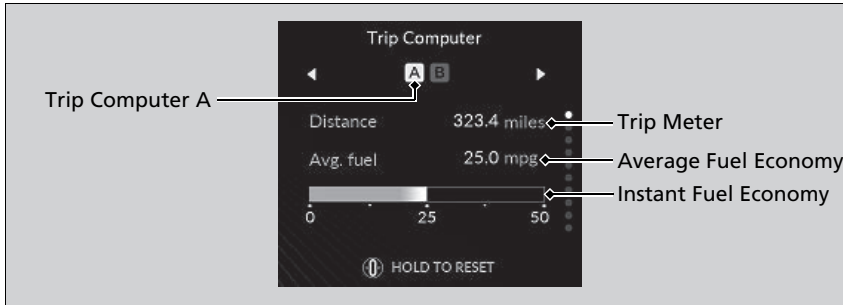 Trip Computer
A B
Trip Computer A
Distance 323.4 miles
Trip Meter
Avg. fuel 25.0 mpg
Average Fuel Economy
Instant Fuel Economy
0 25 50
HOLD TO RESET